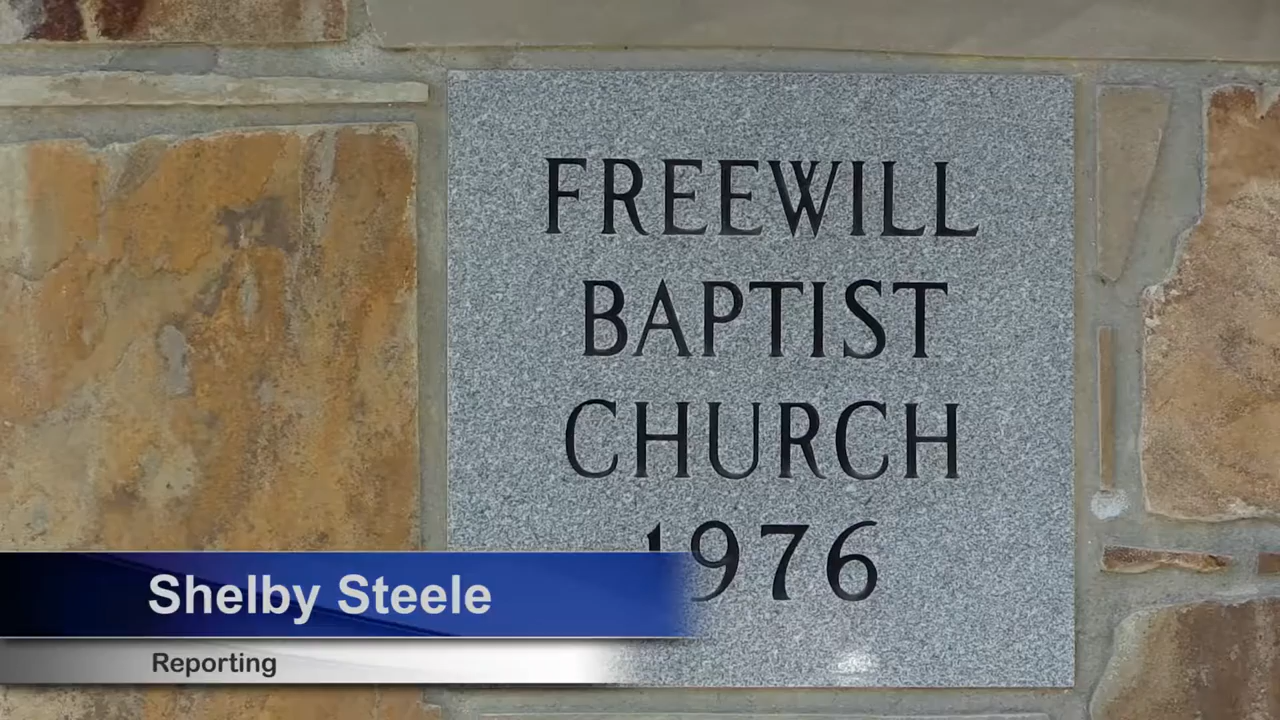 FREEWILL
BAPTIST
CHURCH
1976
Shelby Steele
Reporting